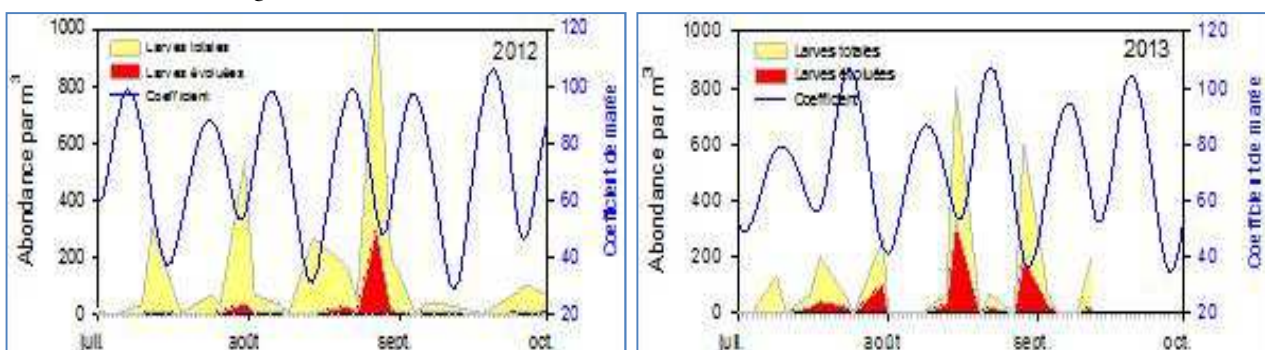 1000
800
600
400
200
0
Abondance par m³
Larves totales
Larves évoluées
Coefficient
2012
120
100
80
60
40
20
Coefficient de marée
juil.
août
sept.
oct.
1000
800
600
400
200
0
Abondance par m³
Larves totales
Larves évoluées
Coefficient
2013
120
100
80
60
40
20
Coefficient de marée
juil.
août
sept.
oct.